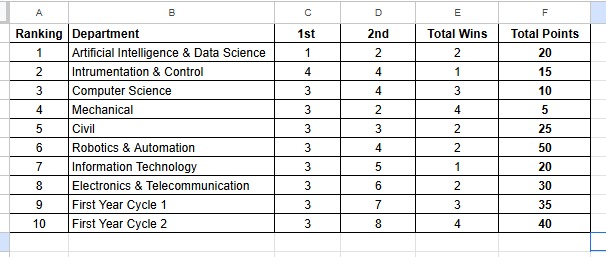 A B C D E F
Ranking Department 1st 2nd Total Wins Total Points
1 Artificial Intelligence & Data Science 1 2 2 20
2 Intrumentation & Control 4 4 1 15
3 Computer Science 3 4 3 10
4 Mechanical 3 2 4 5
5 Civil 3 3 2 25
6 Robotics & Automation 3 4 2 50
7 Information Technology 3 5 1 20
8 Electronics & Telecommunication 3 6 2 30
9 First Year Cycle 1 3 7 3 35
10 First Year Cycle 2 3 8 4 40